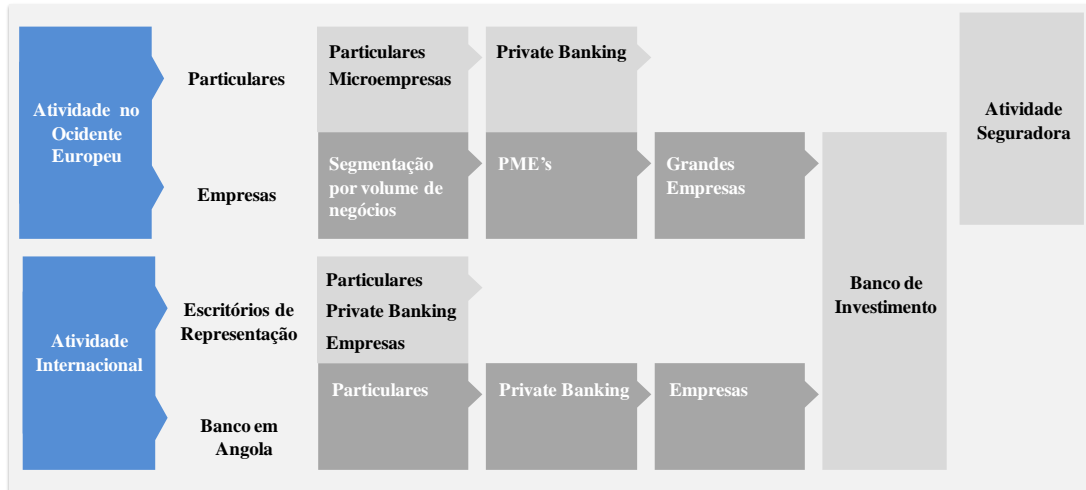 Atividade no
Ocidente
Europeu
Particulares
Particulares
Microempresas
Private Banking
Empresas
Segmentação
por volume de
negócios
PME's
Grandes
Empresas
Atividade
Internacional
Escritórios de
Representação
Particulares
Private Banking
Empresas
Banco em
Angola
Particulares
Private Banking
Empresas
Banco de
Investimento
Atividade
Seguradora